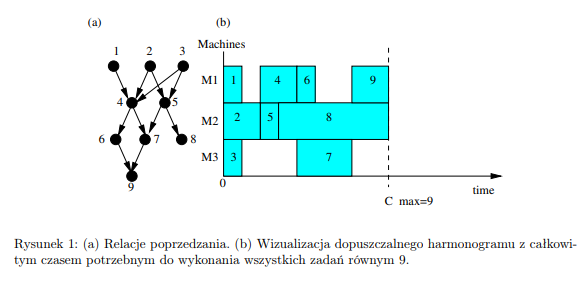 (a) (b)
1 2 3 Machines
M1 1 4 6 9
4 5
M2 2 5 8
6 7 8
M3 3 7
9 0
time
C max=9
Rysunek 1: (a) Relacje poprzedzania. (b) Wizualizacja dopuszczalnego harmonogramu z całkowi-
tym czasem potrzebnym do wykonania wszystkich zadań równym 9.